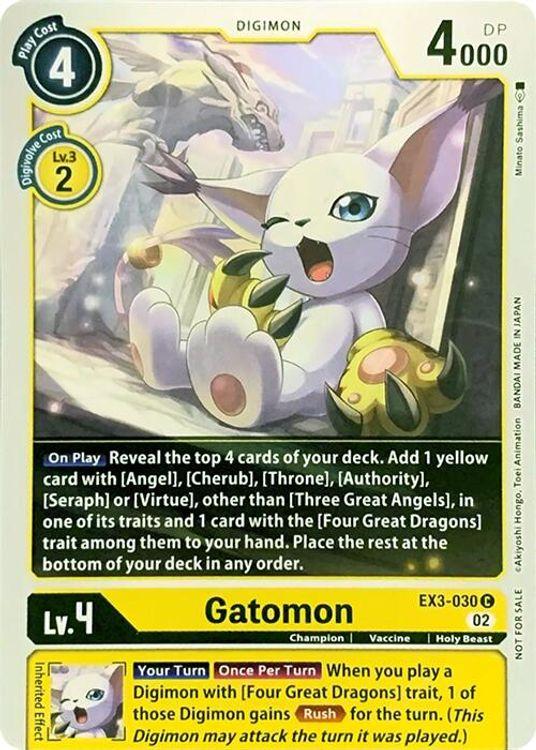 Play Cost
4
DIGIMON
4000
DP
Digivolve Cost
Lv.3
2
Minato Sashima
On Play Reveal the top 4 cards of your deck. Add 1 yellow
card with [Angel], [Cherub], [Throne], [Authority],
[Seraph] or [Virtue], other than [Three Great Angels], in
one of its traits and 1 card with the [Four Great Dragons]
trait among them to your hand. Place the rest at the
bottom of your deck in any order.
Lv.4
Gatomon
EX3-030 C
02
Champion | Vaccine | Holy Beast
Inherited Effect
Your Turn Once Per Turn When you play a
Digimon with [Four Great Dragons] trait, 1 of
those Digimon gains Rush for the turn. (This
Digimon may attack the turn it was played.)
©Akiyoshi Hongo, Toei Animation BANDAI MADE IN JAPAN
NOT FOR SALE